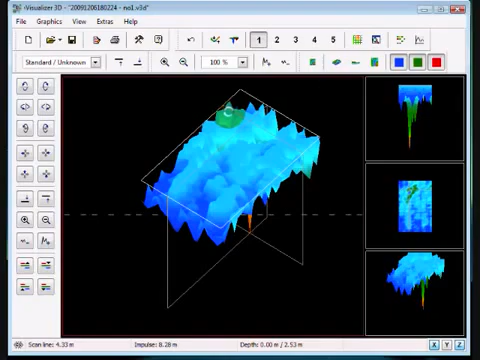 Visualizer 3D - "20091206180224 - no1.v3d"
File Graphics View Extras Help
1 2 3 4
Standard / Unknown 100 %
Scan line: 4.33 m Impulse: 8.28 m Depth: 0.00 m / 2.53 m X Y Z